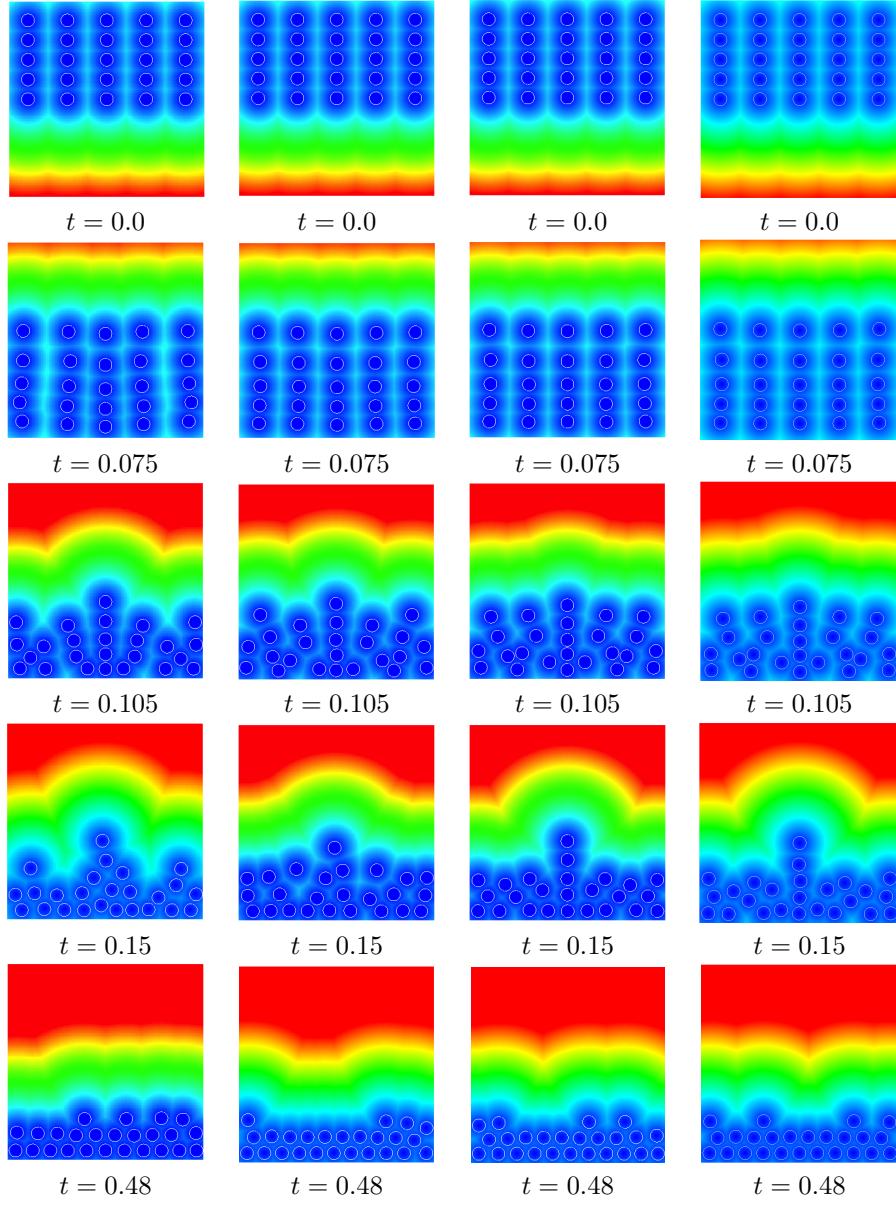 t = 0.0 t = 0.0 t = 0.0 t = 0.0
t = 0.075 t = 0.075 t = 0.075 t = 0.075
t = 0.105 t = 0.105 t = 0.105 t = 0.105
t = 0.15 t = 0.15 t = 0.15 t = 0.15
t = 0.48 t = 0.48 t = 0.48 t = 0.48